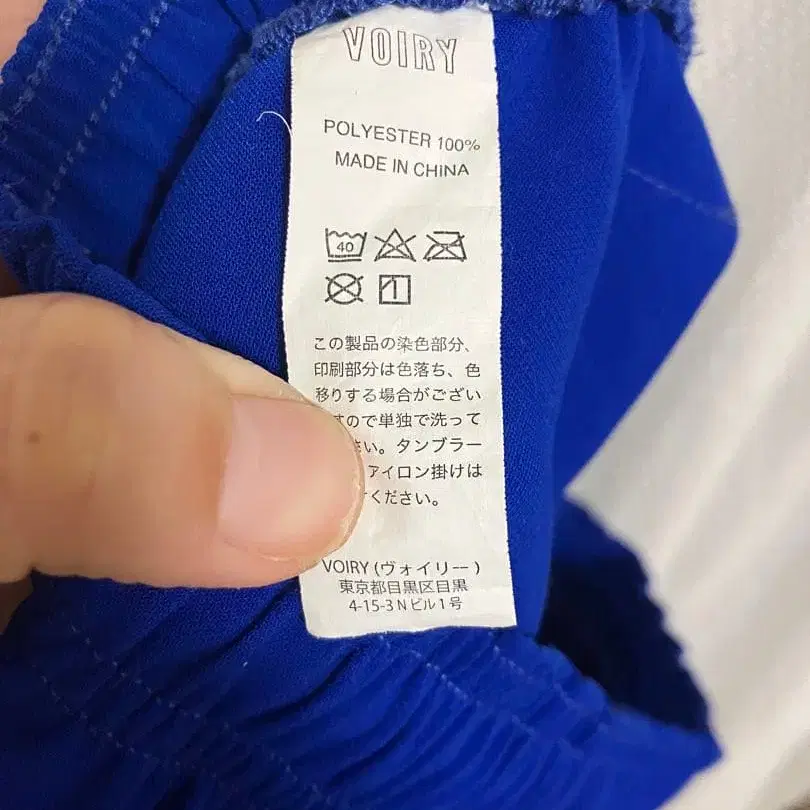 VOIRY
POLYESTER 100%
MADE IN CHINA
40
この製品の染色部分、
印刷部分は色落ち、色
移りする場合がござい
すので単独で洗って
さい。タンブラー
アイロン掛けは
ください。
VOIRY (ヴォイリー)
東京都目黒区目黒
4-15-3 N ビル 1 号